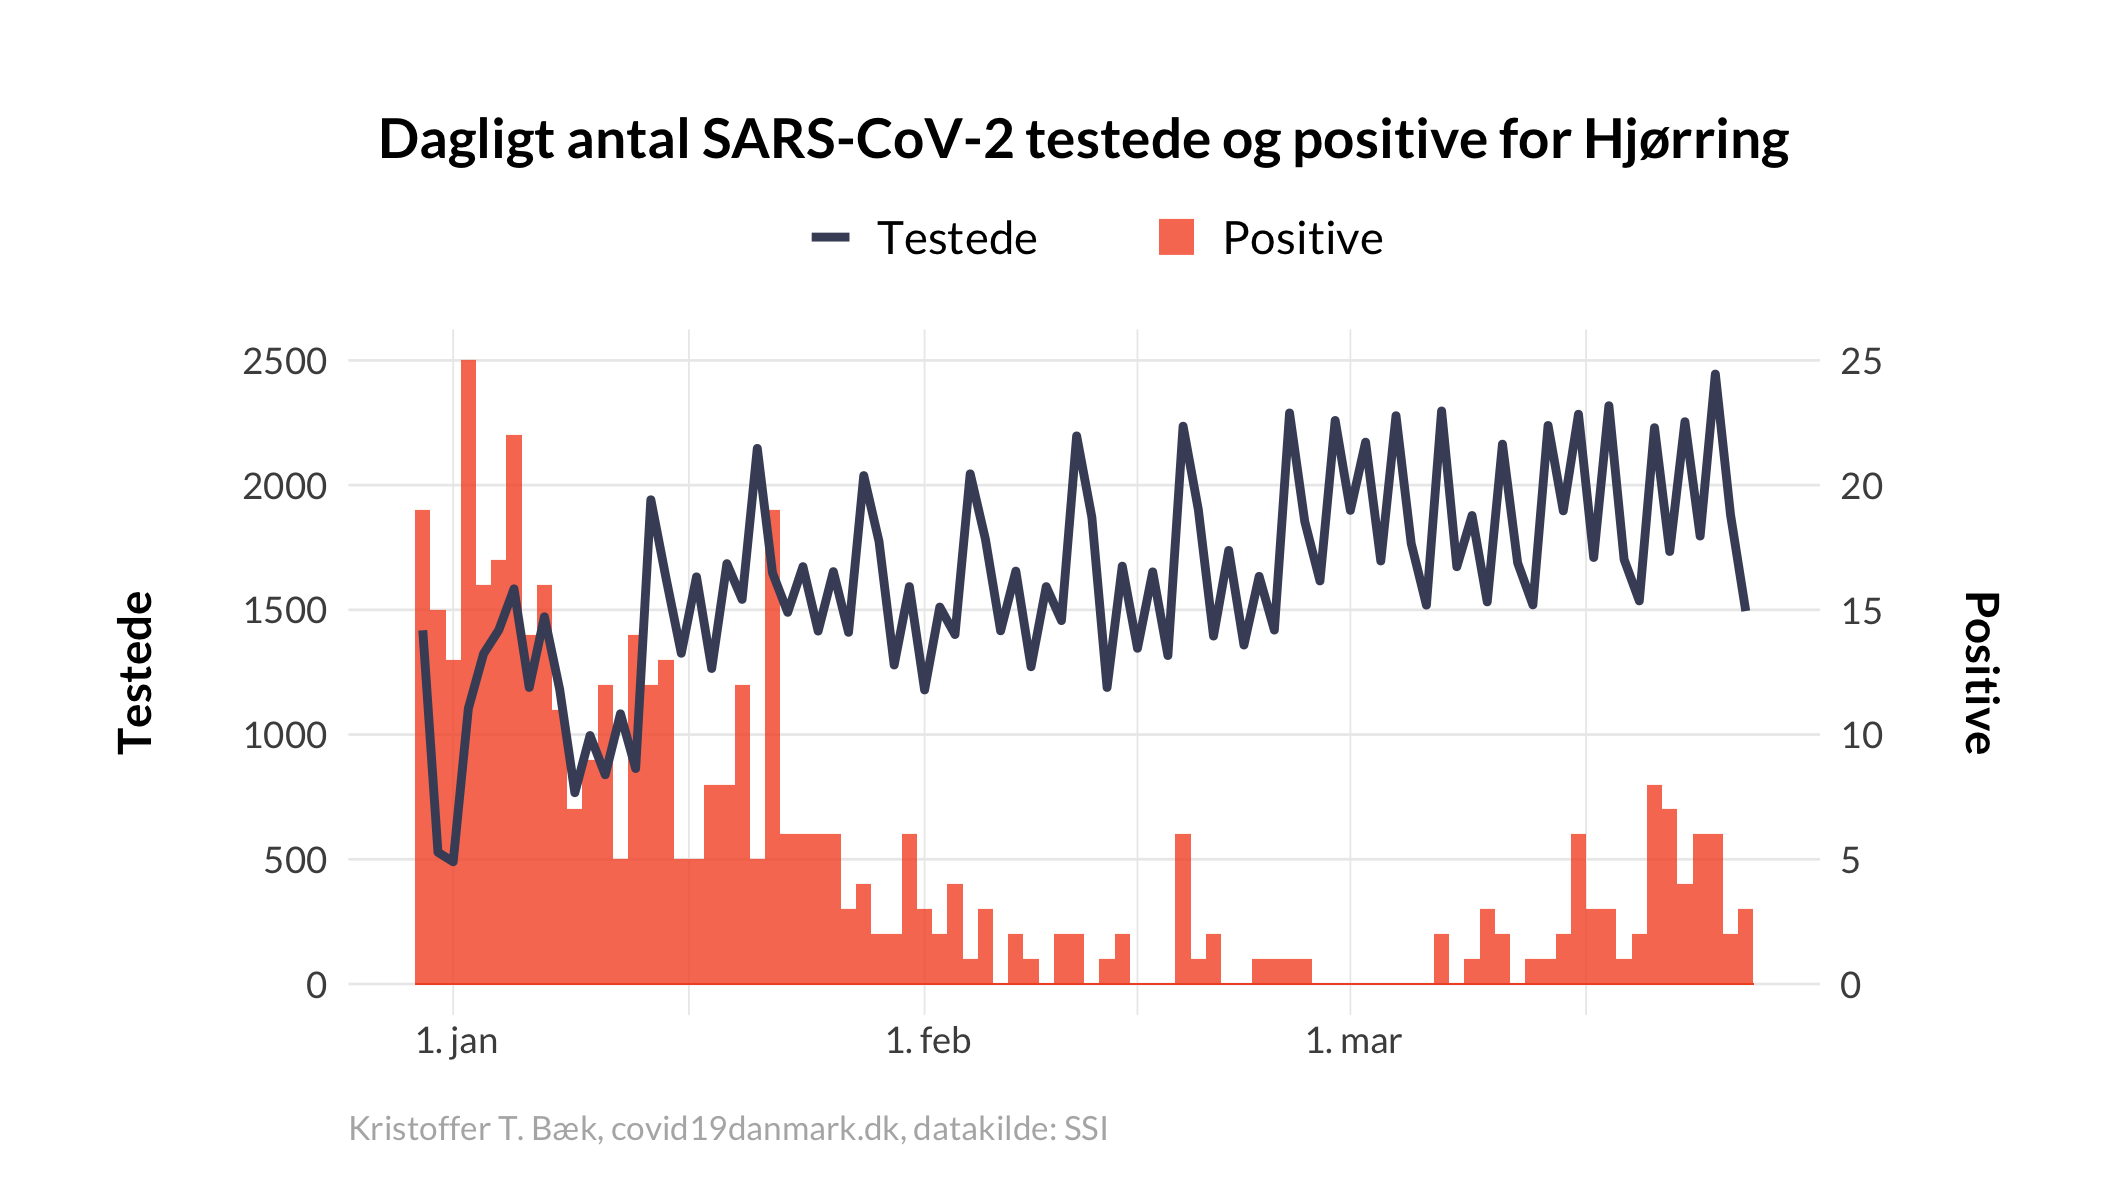 Dagligt antal SARS-CoV-2 testede og positive for Hjørring
Testede
Positive
2500
2000
1500
1000
500
0
Testede
25
20
15
10
5
0
Positive
1. jan
1. feb
1. mar
Kristoffer T. Bæk, covid19danmark.dk, datakilde: SSI